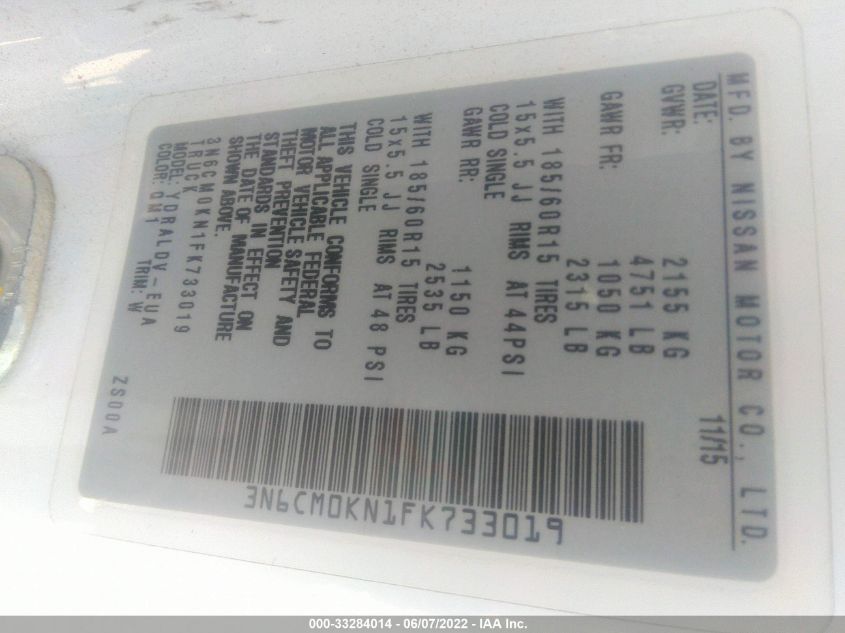 MFD. BY NISSAN MOTOR CO., LTD.
DATE: 11/15
GVWR: 2155 KG
4751 LB
GAWR FR: 1050 KG
2315 LB
WITH 185/60R15 TIRES
15x5.5 JJ RIMS AT 44PSI
COLD SINGLE
GAWR RR: 1150 KG
2535 LB
WITH 185/60R15 TIRES
15x5.5 JJ RIMS AT 48 PSI
COLD SINGLE
THIS VEHICLE CONFORMS TO
ALL APPLICABLE FEDERAL
MOTOR VEHICLE SAFETY AND
THEFT PREVENTION
STANDARDS IN EFFECT ON
THE DATE OF MANUFACTURE
SHOWN ABOVE.
3N6CM0KN1FK733019
TRUCK
MODEL: YDRALDV-EUA
COLOR: QM1 TRIM: W
ZS00A
3N6CM0KN1FK733019
000-33284014 - 06/07/2022 - IAA Inc.